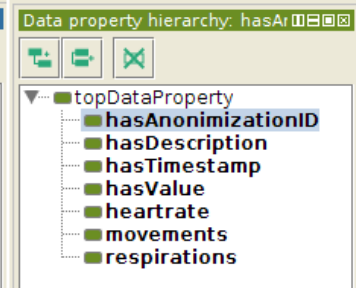 Data property hierarchy: hasAr
topDataProperty
hasAnonimizationID
hasDescription
hasTimestamp
hasValue
heartrate
movements
respirations